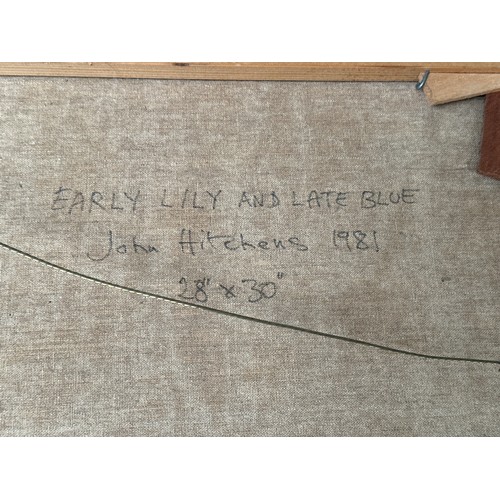 EARLY LILY AND LATE BLUE
John Hitchens 1981
28" x 30"